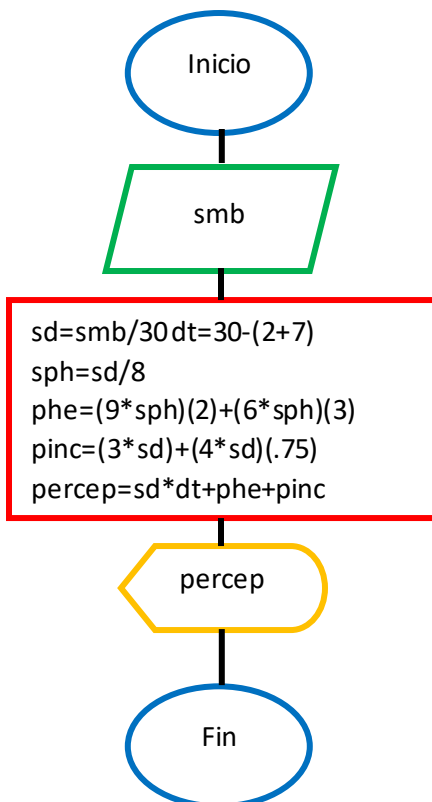 Inicio
smb
sd=smb/30 dt=30-(2+7)
sph=sd/8
phe=(9*sph)(2)+(6*sph)(3)
pinc=(3*sd)+(4*sd)(.75)
percep=sd*dt+phe+pinc
percep
Fin